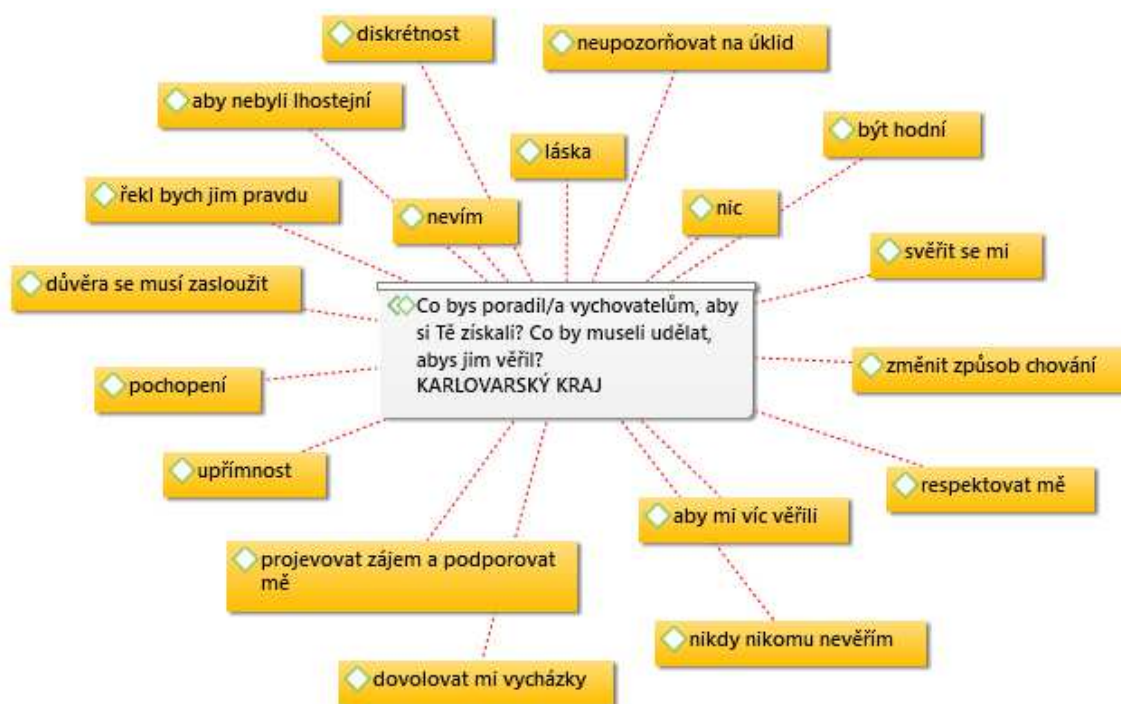 diskrétnost
neupozorňovat na úklid
aby nebyli lhostejní
být hodní
láska
řekl bych jim pravdu
nevím
nic
svěřit se mi
důvěra se musí zasloužit
Co bys poradil/a vychovatelům, aby
si Tě získali? Co by museli udělat,
abys jim věřil?
KARLOVARSKÝ KRAJ
změnit způsob chování
pochopení
upřímnost
respektovat mě
aby mi víc věřili
projevovat zájem a podporovat
mě
nikdy nikomu nevěřím
dovolovat mi vycházky